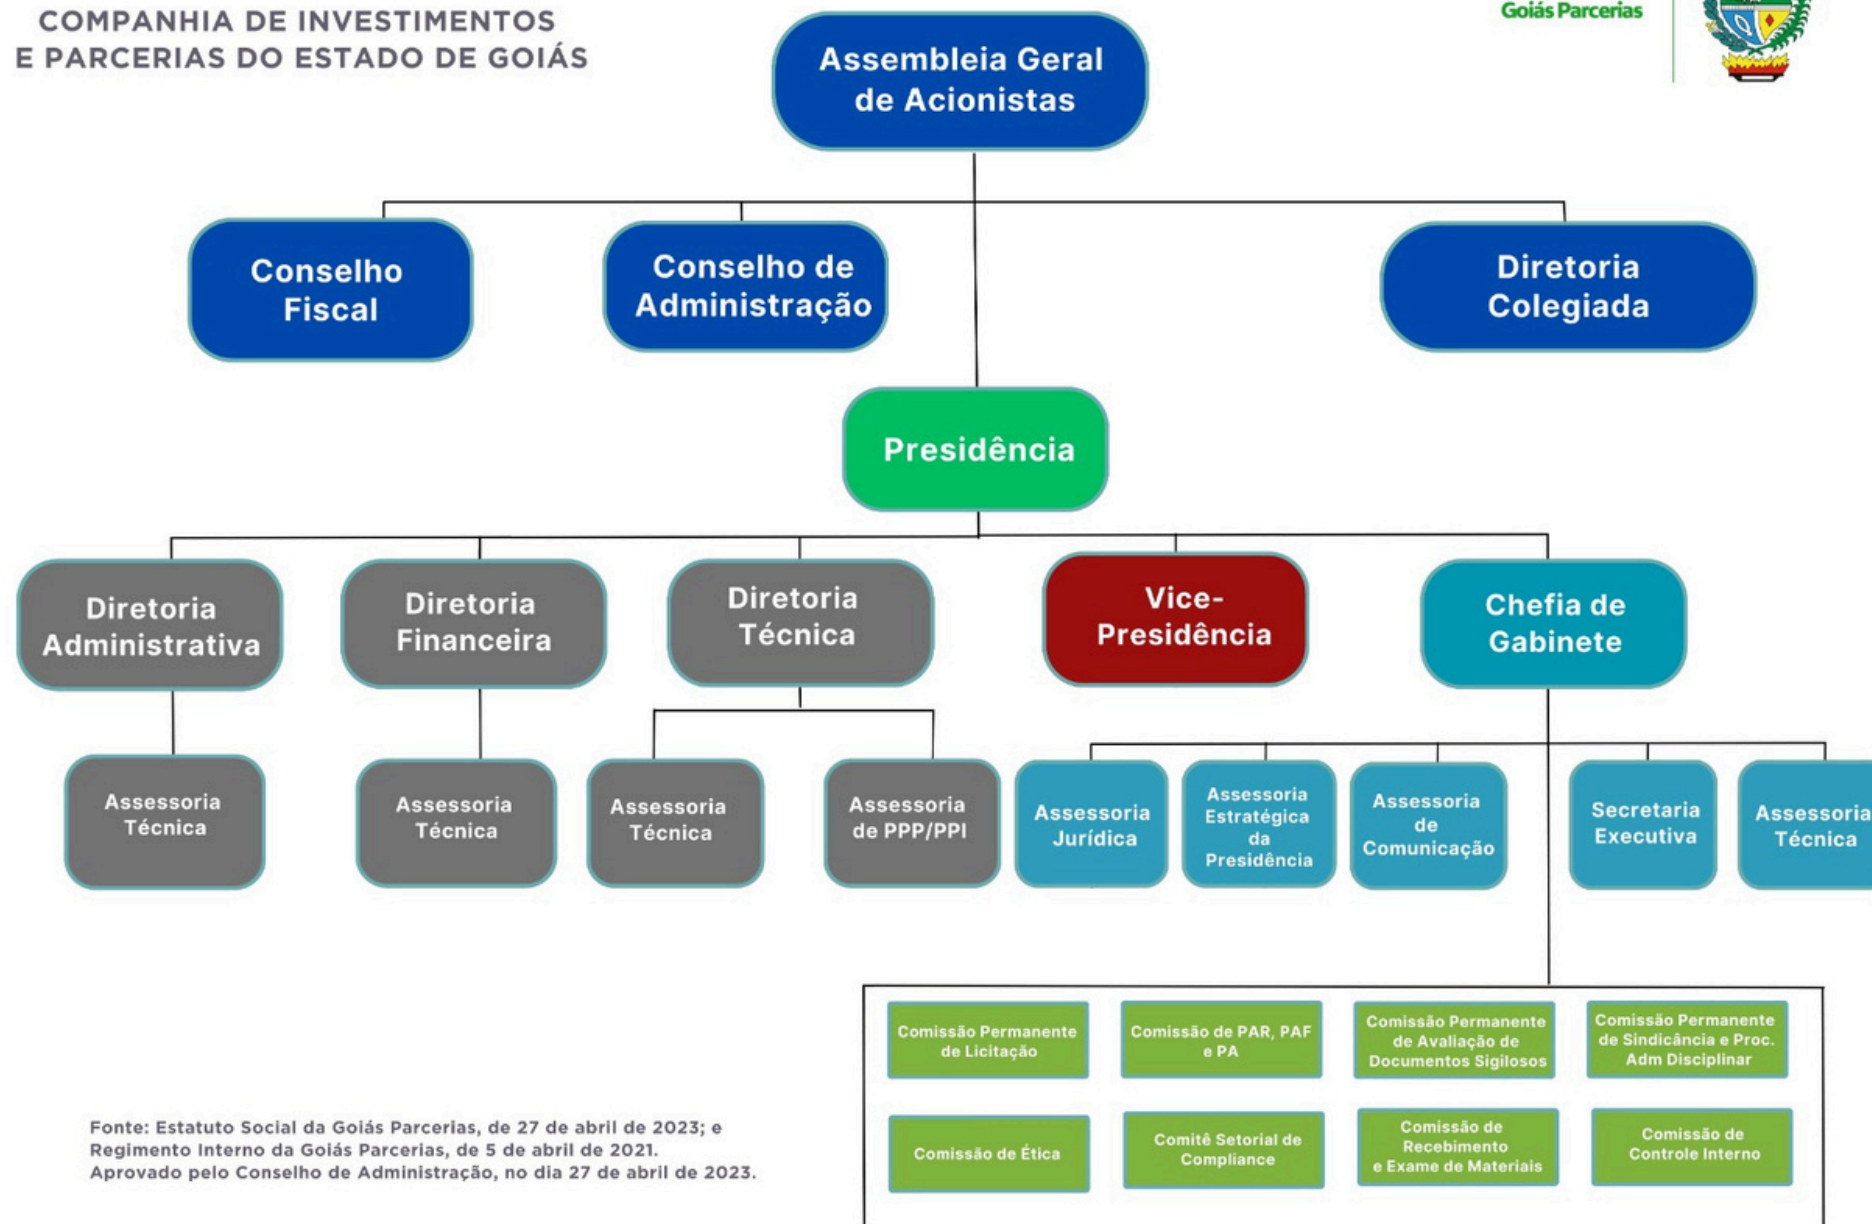 COMPANHIA DE INVESTIMENTOS
E PARCERIAS DO ESTADO DE GOIÁS
Goiás Parcerias
Assembleia Geral
de Acionistas
Conselho
Fiscal
Conselho de
Administração
Diretoria
Colegiada
Presidência
Diretoria
Administrativa
Diretoria
Financeira
Diretoria
Técnica
Vice-
Presidência
Chefia de
Gabinete
Assessoria
Técnica
Assessoria
Técnica
Assessoria
Técnica
Assessoria
de PPP/PPI
Assessoria
Jurídica
Assessoria
Estratégica
da
Presidência
Assessoria
de
Comunicação
Secretaria
Executiva
Assessoria
Técnica
Comissão Permanente
de Licitação
Comissão de PAR, PAF
e PA
Comissão Permanente
de Avaliação de
Documentos Sigilosos
Comissão Permanente
de Sindicância e Proc.
Adm Disciplinar
Comissão de Ética
Comitê Setorial de
Compliance
Comissão de
Recebimento
e Exame de Materiais
Comissão de
Controle Interno
Fonte: Estatuto Social da Goiás Parcerias, de 27 de abril de 2023; e
Regimento Interno da Goiás Parcerias, de 5 de abril de 2021.
Aprovado pelo Conselho de Administração, no dia 27 de abril de 2023.